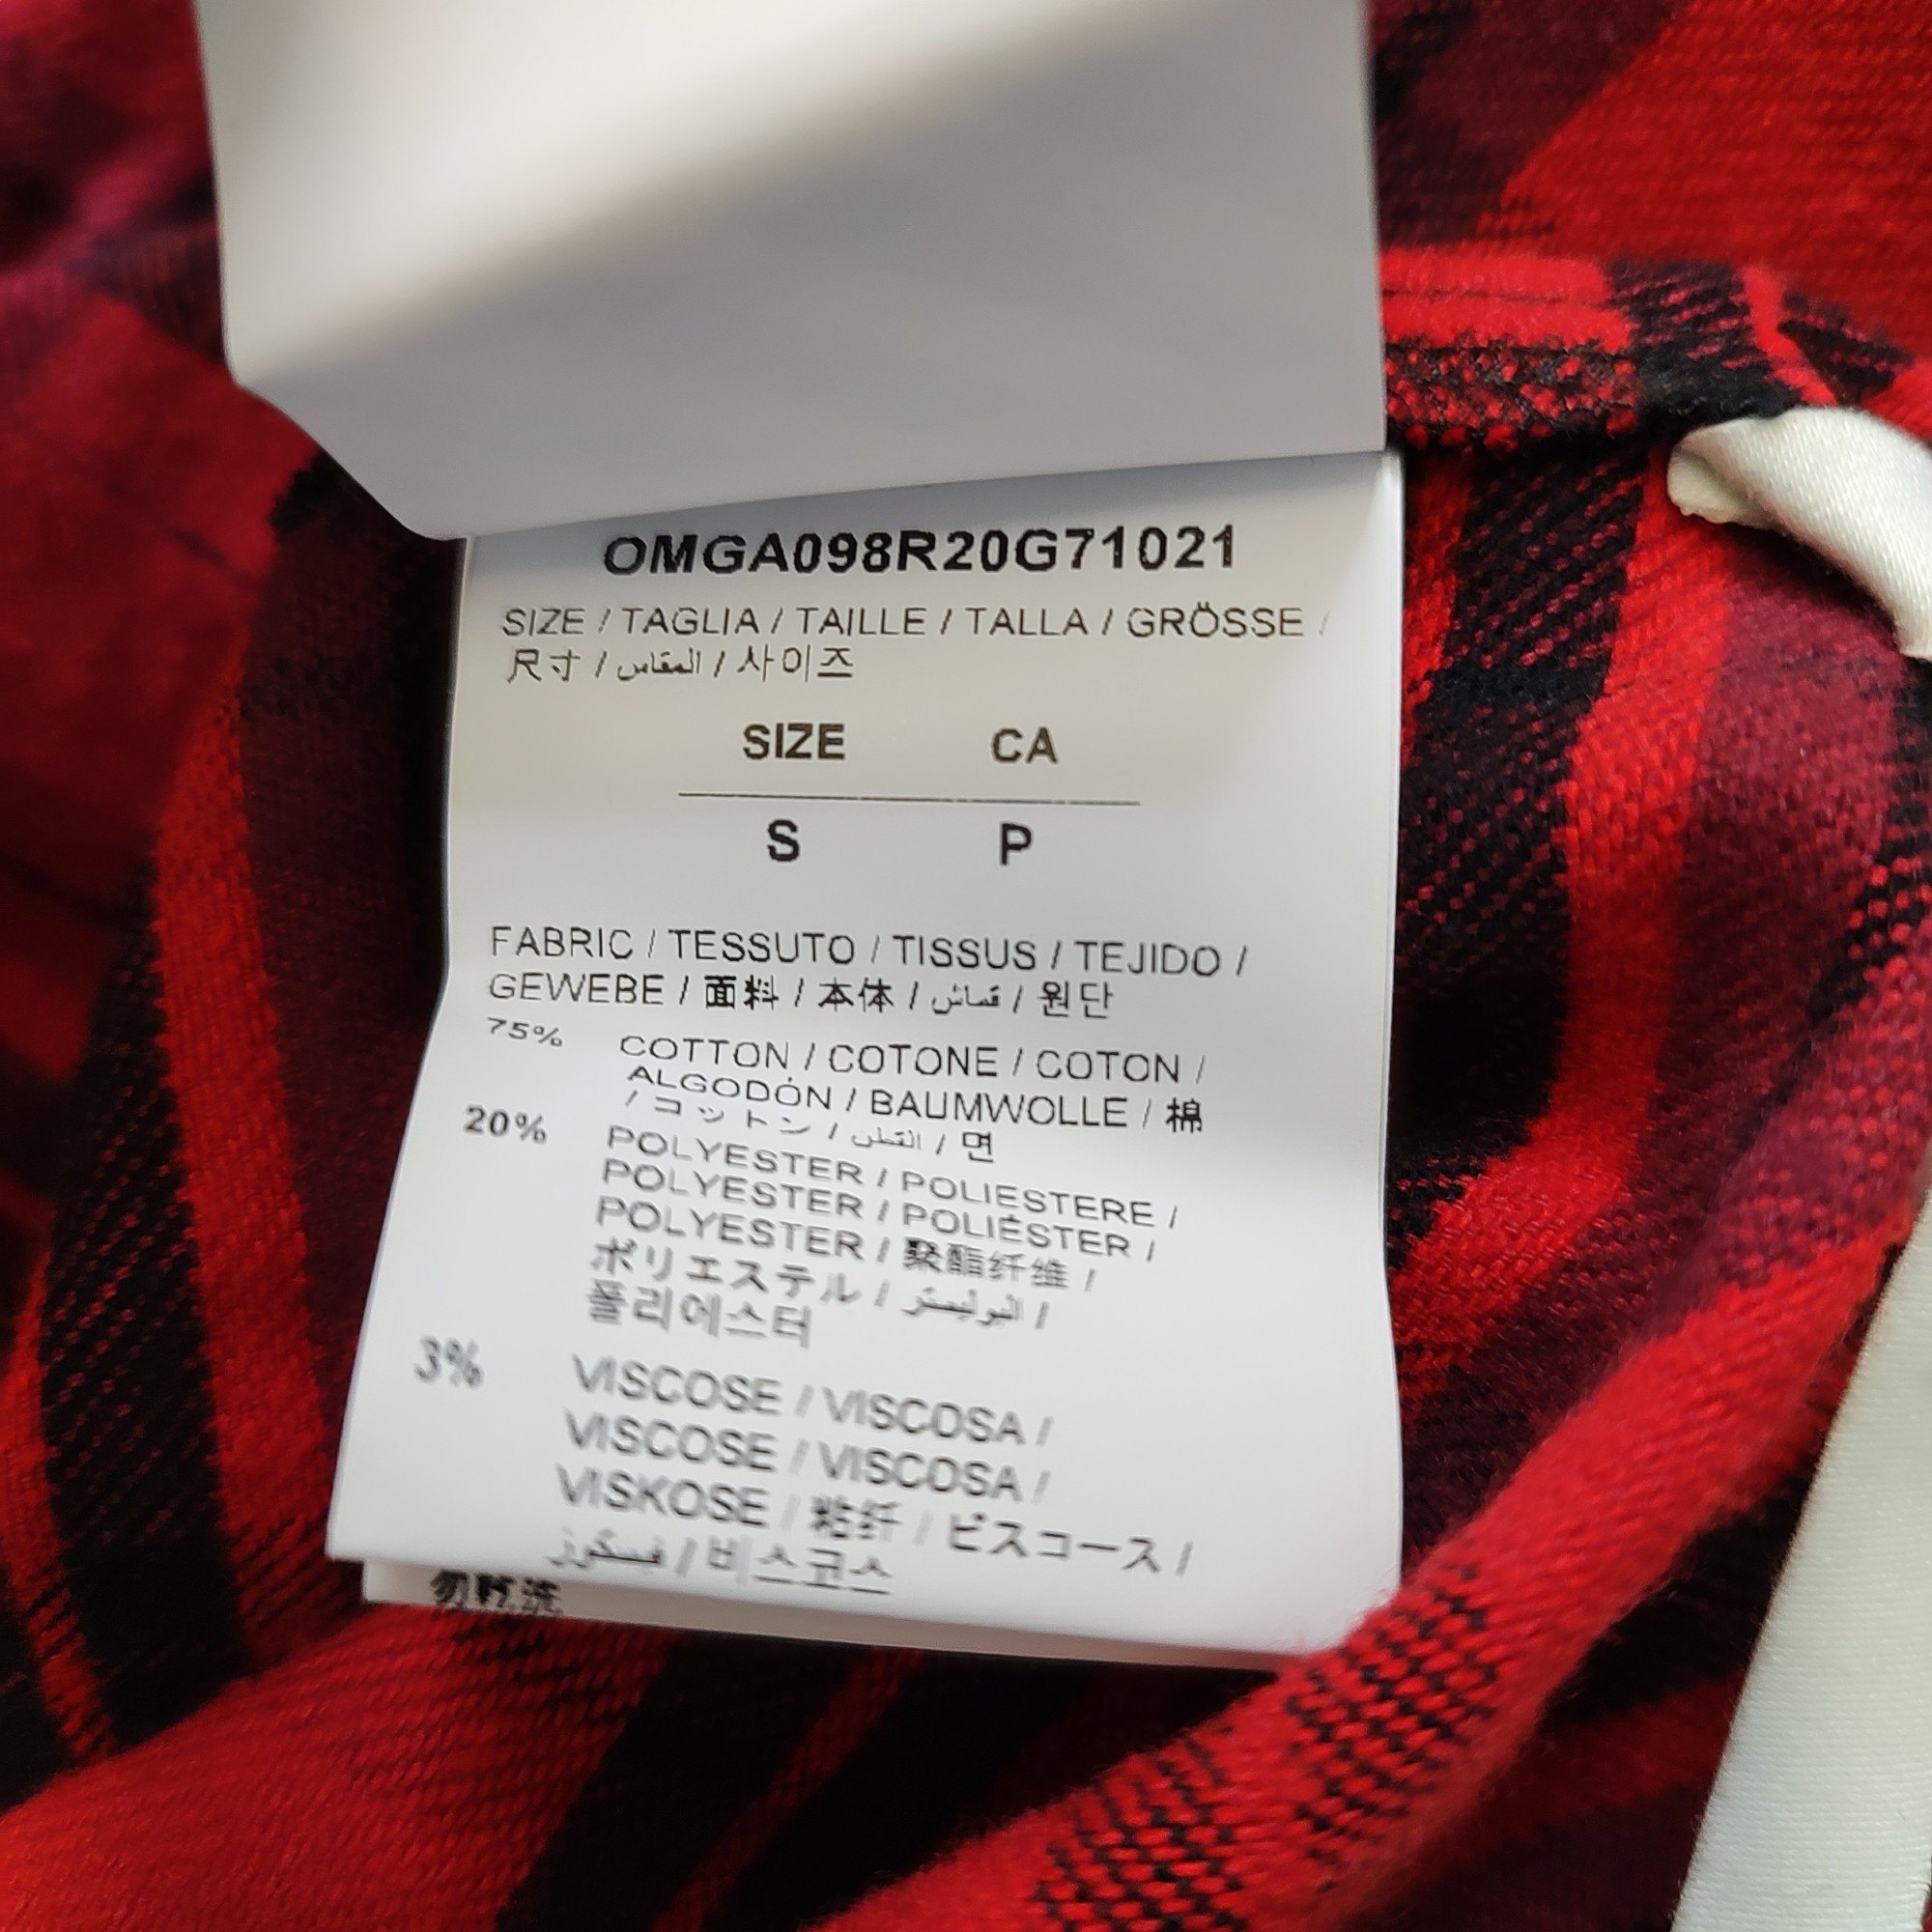 OMGA098R20G71021
SIZE / TAGLIA / TAILLE / TALLA / GRÖSSE /
尺寸 / المقاس / 사이즈
SIZE CA
S P
FABRIC / TESSUTO / TISSUS / TEJIDO /
GEWEBE / 面料 / 本体 / قماش / 원단
75% COTTON / COTONE / COTON /
ALGODÓN / BAUMWOLLE / 棉
/ コットン / القطن / 면
20% POLYESTER / POLIESTERE /
POLYESTER / POLIÉSTER /
POLYESTER / 聚酯纤维 /
ポリエステル / البوليستر /
폴리에스터
3% VISCOSE / VISCOSA /
VISCOSE / VISCOSA /
VISKOSE / 粘纤 / ビスコース /
فيسكوز / 비스코스